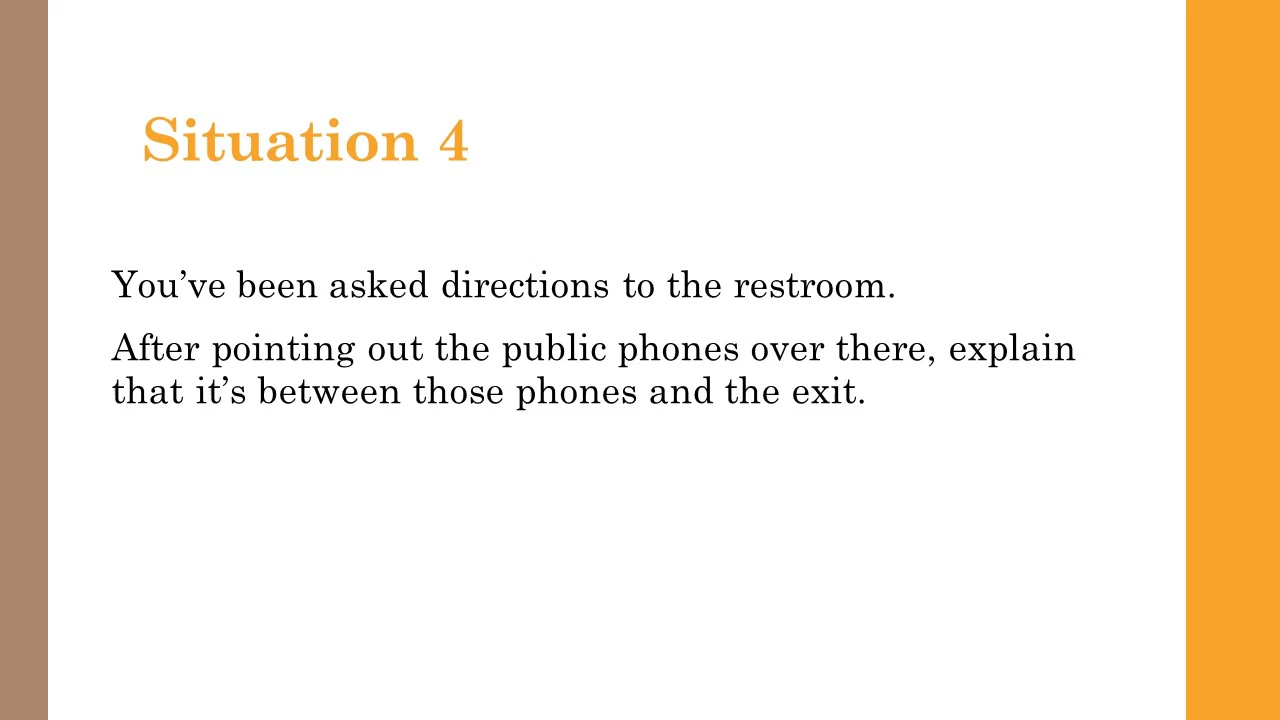 Situation 4
You’ve been asked directions to the restroom.
After pointing out the public phones over there, explain
that it’s between those phones and the exit.